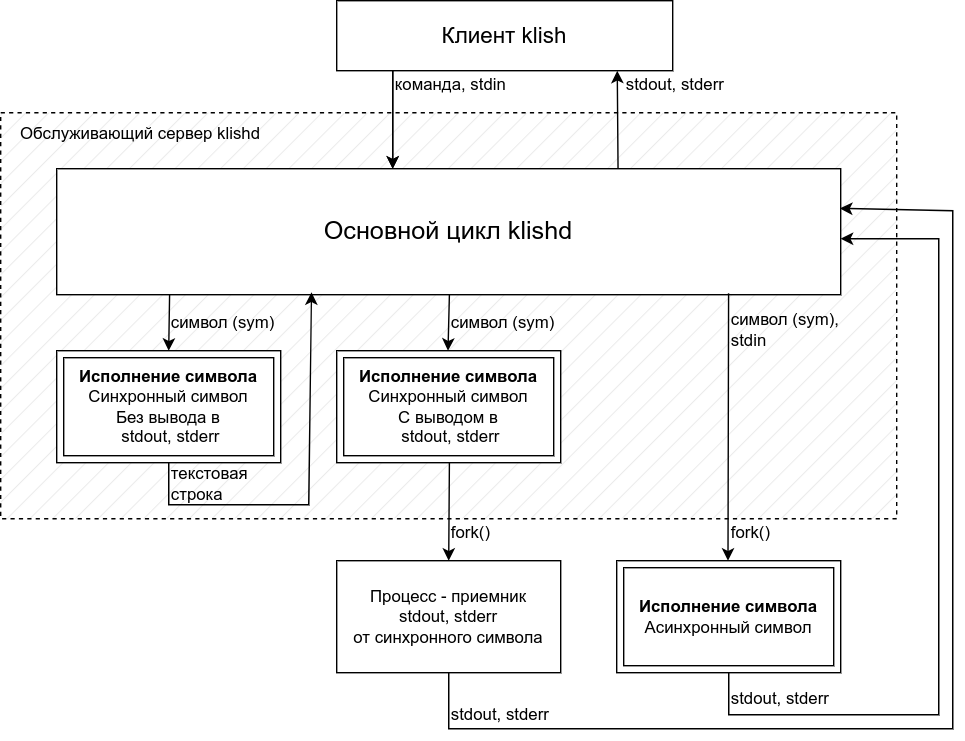 Клиент klish
команда, stdin
stdout, stderr
Обслуживающий сервер klishd
Основной цикл klishd
символ (sym)
символ (sym)
символ (sym),
stdin
Исполнение символа
Синхронный символ
Без вывода в
stdout, stderr
Исполнение символа
Синхронный символ
С выводом в
stdout, stderr
текстовая
строка
fork()
fork()
Процесс - приемник
stdout, stderr
от синхронного символа
Исполнение символа
Асинхронный символ
stdout, stderr
stdout, stderr